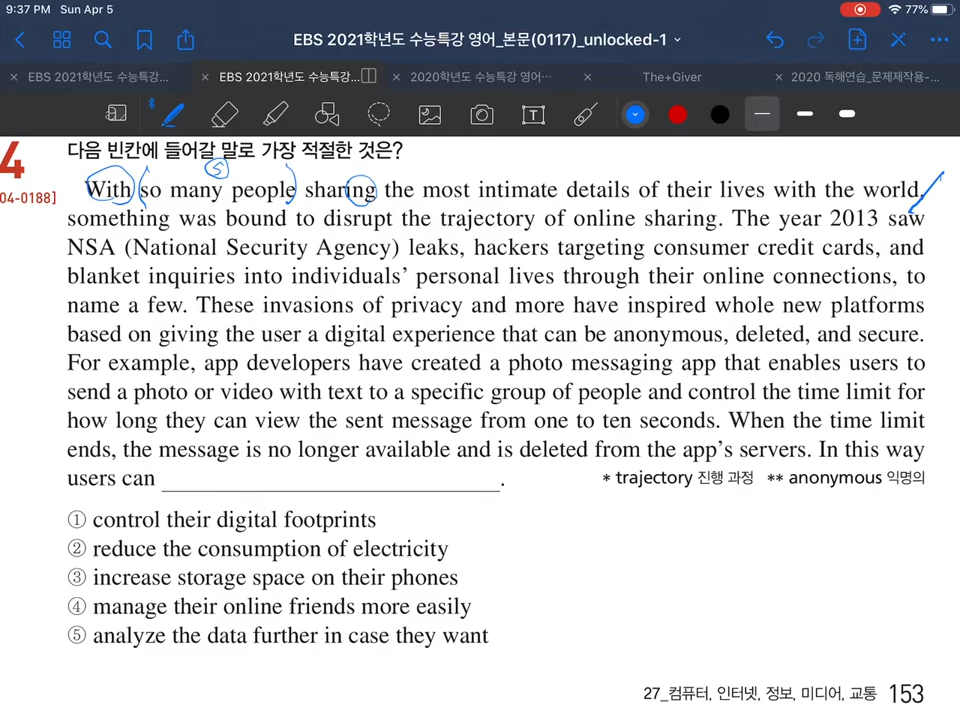 9:37 PM Sun Apr 5
77%
EBS 2021학년도 수능특강 영어_본문(0117)_unlocked-1
EBS 2021학년도 수능특강...
EBS 2021학년도 수능특강...
2020학년도 수능특강 영어...
The+Giver
2020 독해연습_문제제작용-...
4
다음 빈칸에 들어갈 말로 가장 적절한 것은?
S
04-0188]
With so many people sharing the most intimate details of their lives with the world,
something was bound to disrupt the trajectory of online sharing. The year 2013 saw
NSA (National Security Agency) leaks, hackers targeting consumer credit cards, and
blanket inquiries into individuals’ personal lives through their online connections, to
name a few. These invasions of privacy and more have inspired whole new platforms
based on giving the user a digital experience that can be anonymous, deleted, and secure.
For example, app developers have created a photo messaging app that enables users to
send a photo or video with text to a specific group of people and control the time limit for
how long they can view the sent message from one to ten seconds. When the time limit
ends, the message is no longer available and is deleted from the app’s servers. In this way
users can ______________________.
* trajectory 진행 과정 ** anonymous 익명의
① control their digital footprints
② reduce the consumption of electricity
③ increase storage space on their phones
④ manage their online friends more easily
⑤ analyze the data further in case they want
27_컴퓨터, 인터넷, 정보, 미디어, 교통 153